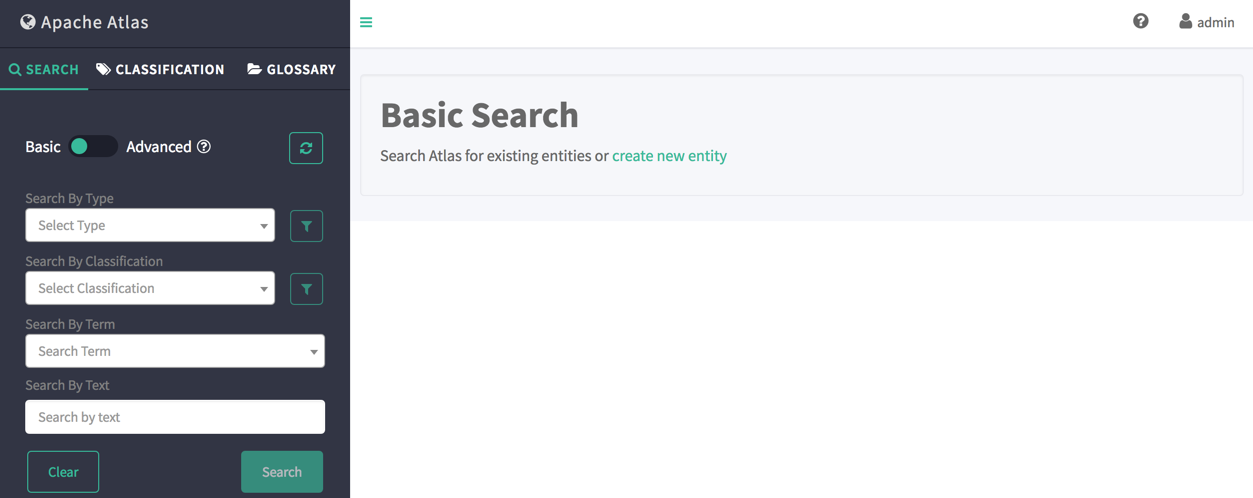 Apache Atlas
admin
SEARCH CLASSIFICATION GLOSSARY
Basic Advanced
Search By Type
Select Type
Search By Classification
Select Classification
Search By Term
Search Term
Search By Text
Search by text
Clear Search
Basic Search
Search Atlas for existing entities or create new entity